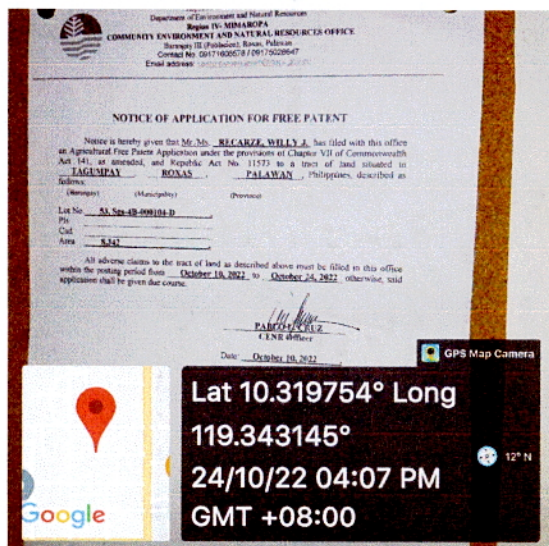 Department of Environment and Natural Resources
Region IV- MIMAROPA
COMMUNITY ENVIRONMENT AND NATURAL RESOURCES OFFICE
Barangay III (Poblacion), Roxas, Palawan
Contact No.
Email address:
NOTICE OF APPLICATION FOR FREE PATENT
Notice is hereby given that Mr./Ms. RECARZE, WILLY J. has filed with this office
an Agricultural Free Patent Application under the provisions of Chapter VII of Commonwealth
Act 141, as amended, and Republic Act No. 11573 to a tract of land situated in
TAGUMPAY, ROXAS, PALAWAN, Philippines, described as
follows:
(Barangay) (Municipality) (Province)
Lot No. 53, Sgs-4B-000104-D
Pls
Cad
Area 8,342
All adverse claims to the tract of land as described above must be filled in this office
within the posting period from October 10, 2022 to October 24, 2022 otherwise, said
application shall be given due course.
PABLO L. CRUZ
CENR Officer
Date: October 10, 2022
GPS Map Camera
Lat 10.319754° Long
119.343145°
24/10/22 04:07 PM
GMT +08:00
12° N
Google